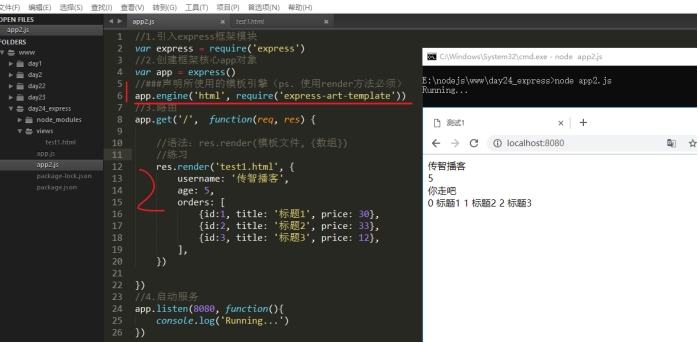 文件(F) 编辑(E) 选择(S) 查找(I) 查看(V) 转到(G) 工具(T) 项目(P) 首选项(N) 帮助(H)
OPEN FILES
app2.js
FOLDERS
www
day1
day2
day22
day23
day24_express
node_modules
views
test1.html
app.js
app2.js
package-lock.json
package.json
app2.js × test1.html ×
1 //1.引入express框架模块
2 var express = require('express')
3 //2.创建框架核心app对象
4 var app = express()
5 //###声明所使用的模板引擎（ps、使用render方法必须）
6 app.engine('html', require('express-art-template'))
7 //3.路由
8 app.get('/', function(req, res) {
9
10 //语法：res.render(模板文件, {数组})
11 //练习
12 res.render('test1.html', {
13 username: '传智播客',
14 age: 5,
15 orders: [
16 {id:1, title: '标题1', price: 30},
17 {id:2, title: '标题2', price: 33},
18 {id:3, title: '标题3', price: 12},
19 ],
20 })
21
22 })
23 //4.启动服务
24 app.listen(8080, function(){
25 console.log('Running...')
26 })
2
C:\Windows\System32\cmd.exe - node app2.js
E:\nodejs\www\day24_express>node app2.js
Running...
测试1 × +
localhost:8080
传智播客
5
你走吧
0 标题1 1 标题2 2 标题3